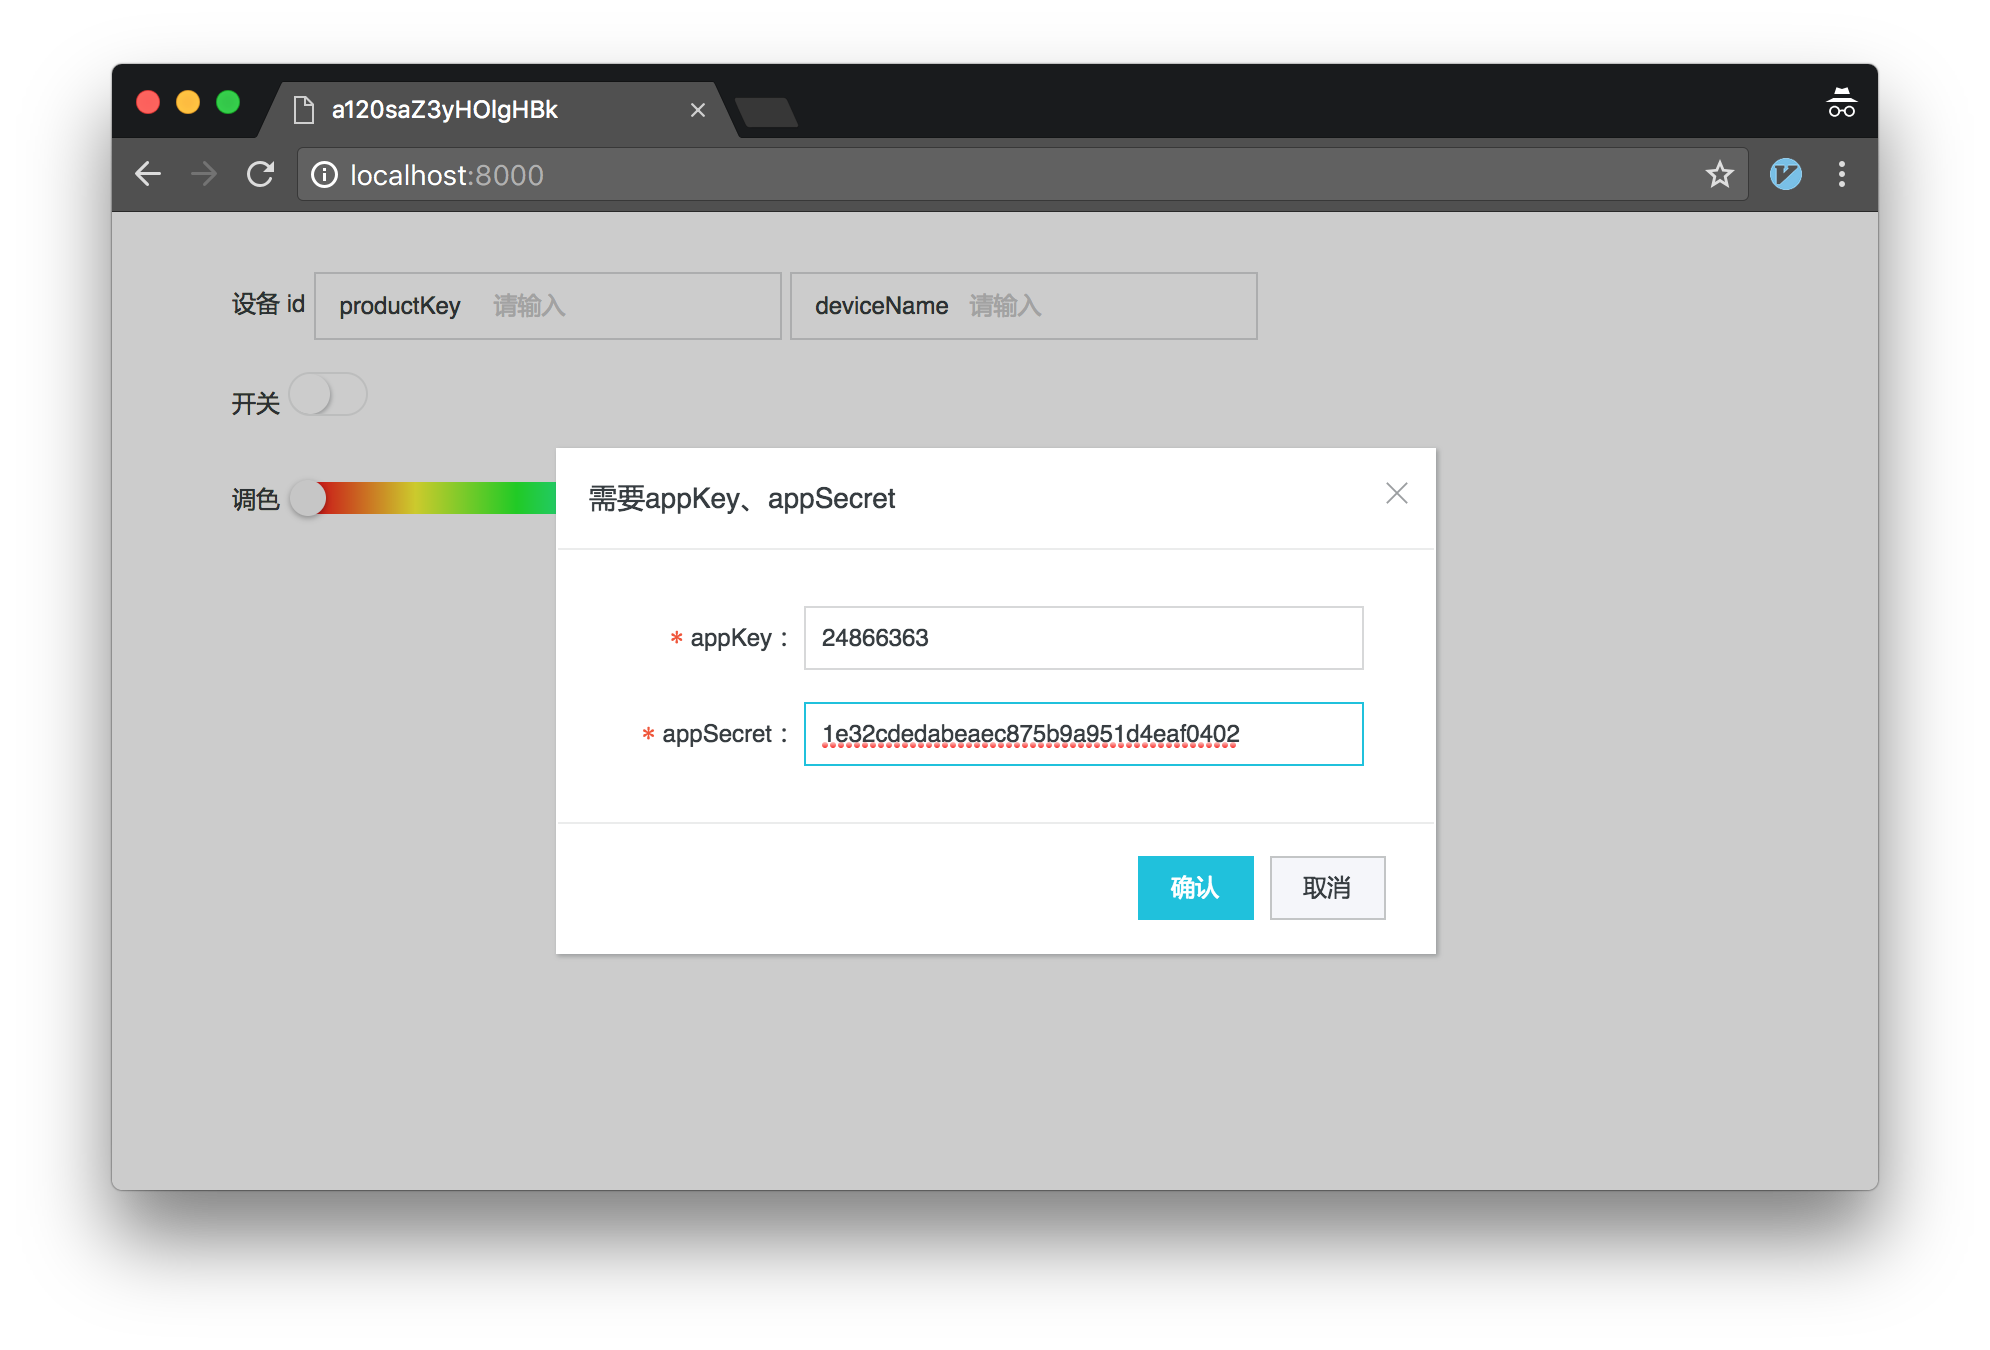 a120saZ3yHOlgHBk
localhost:8000
设备 id productKey 请输入 deviceName 请输入
开关
调色
需要appKey、appSecret
* appKey : 24866363
* appSecret : 1e32cdedabeaec875b9a951d4eaf0402
确认 取消